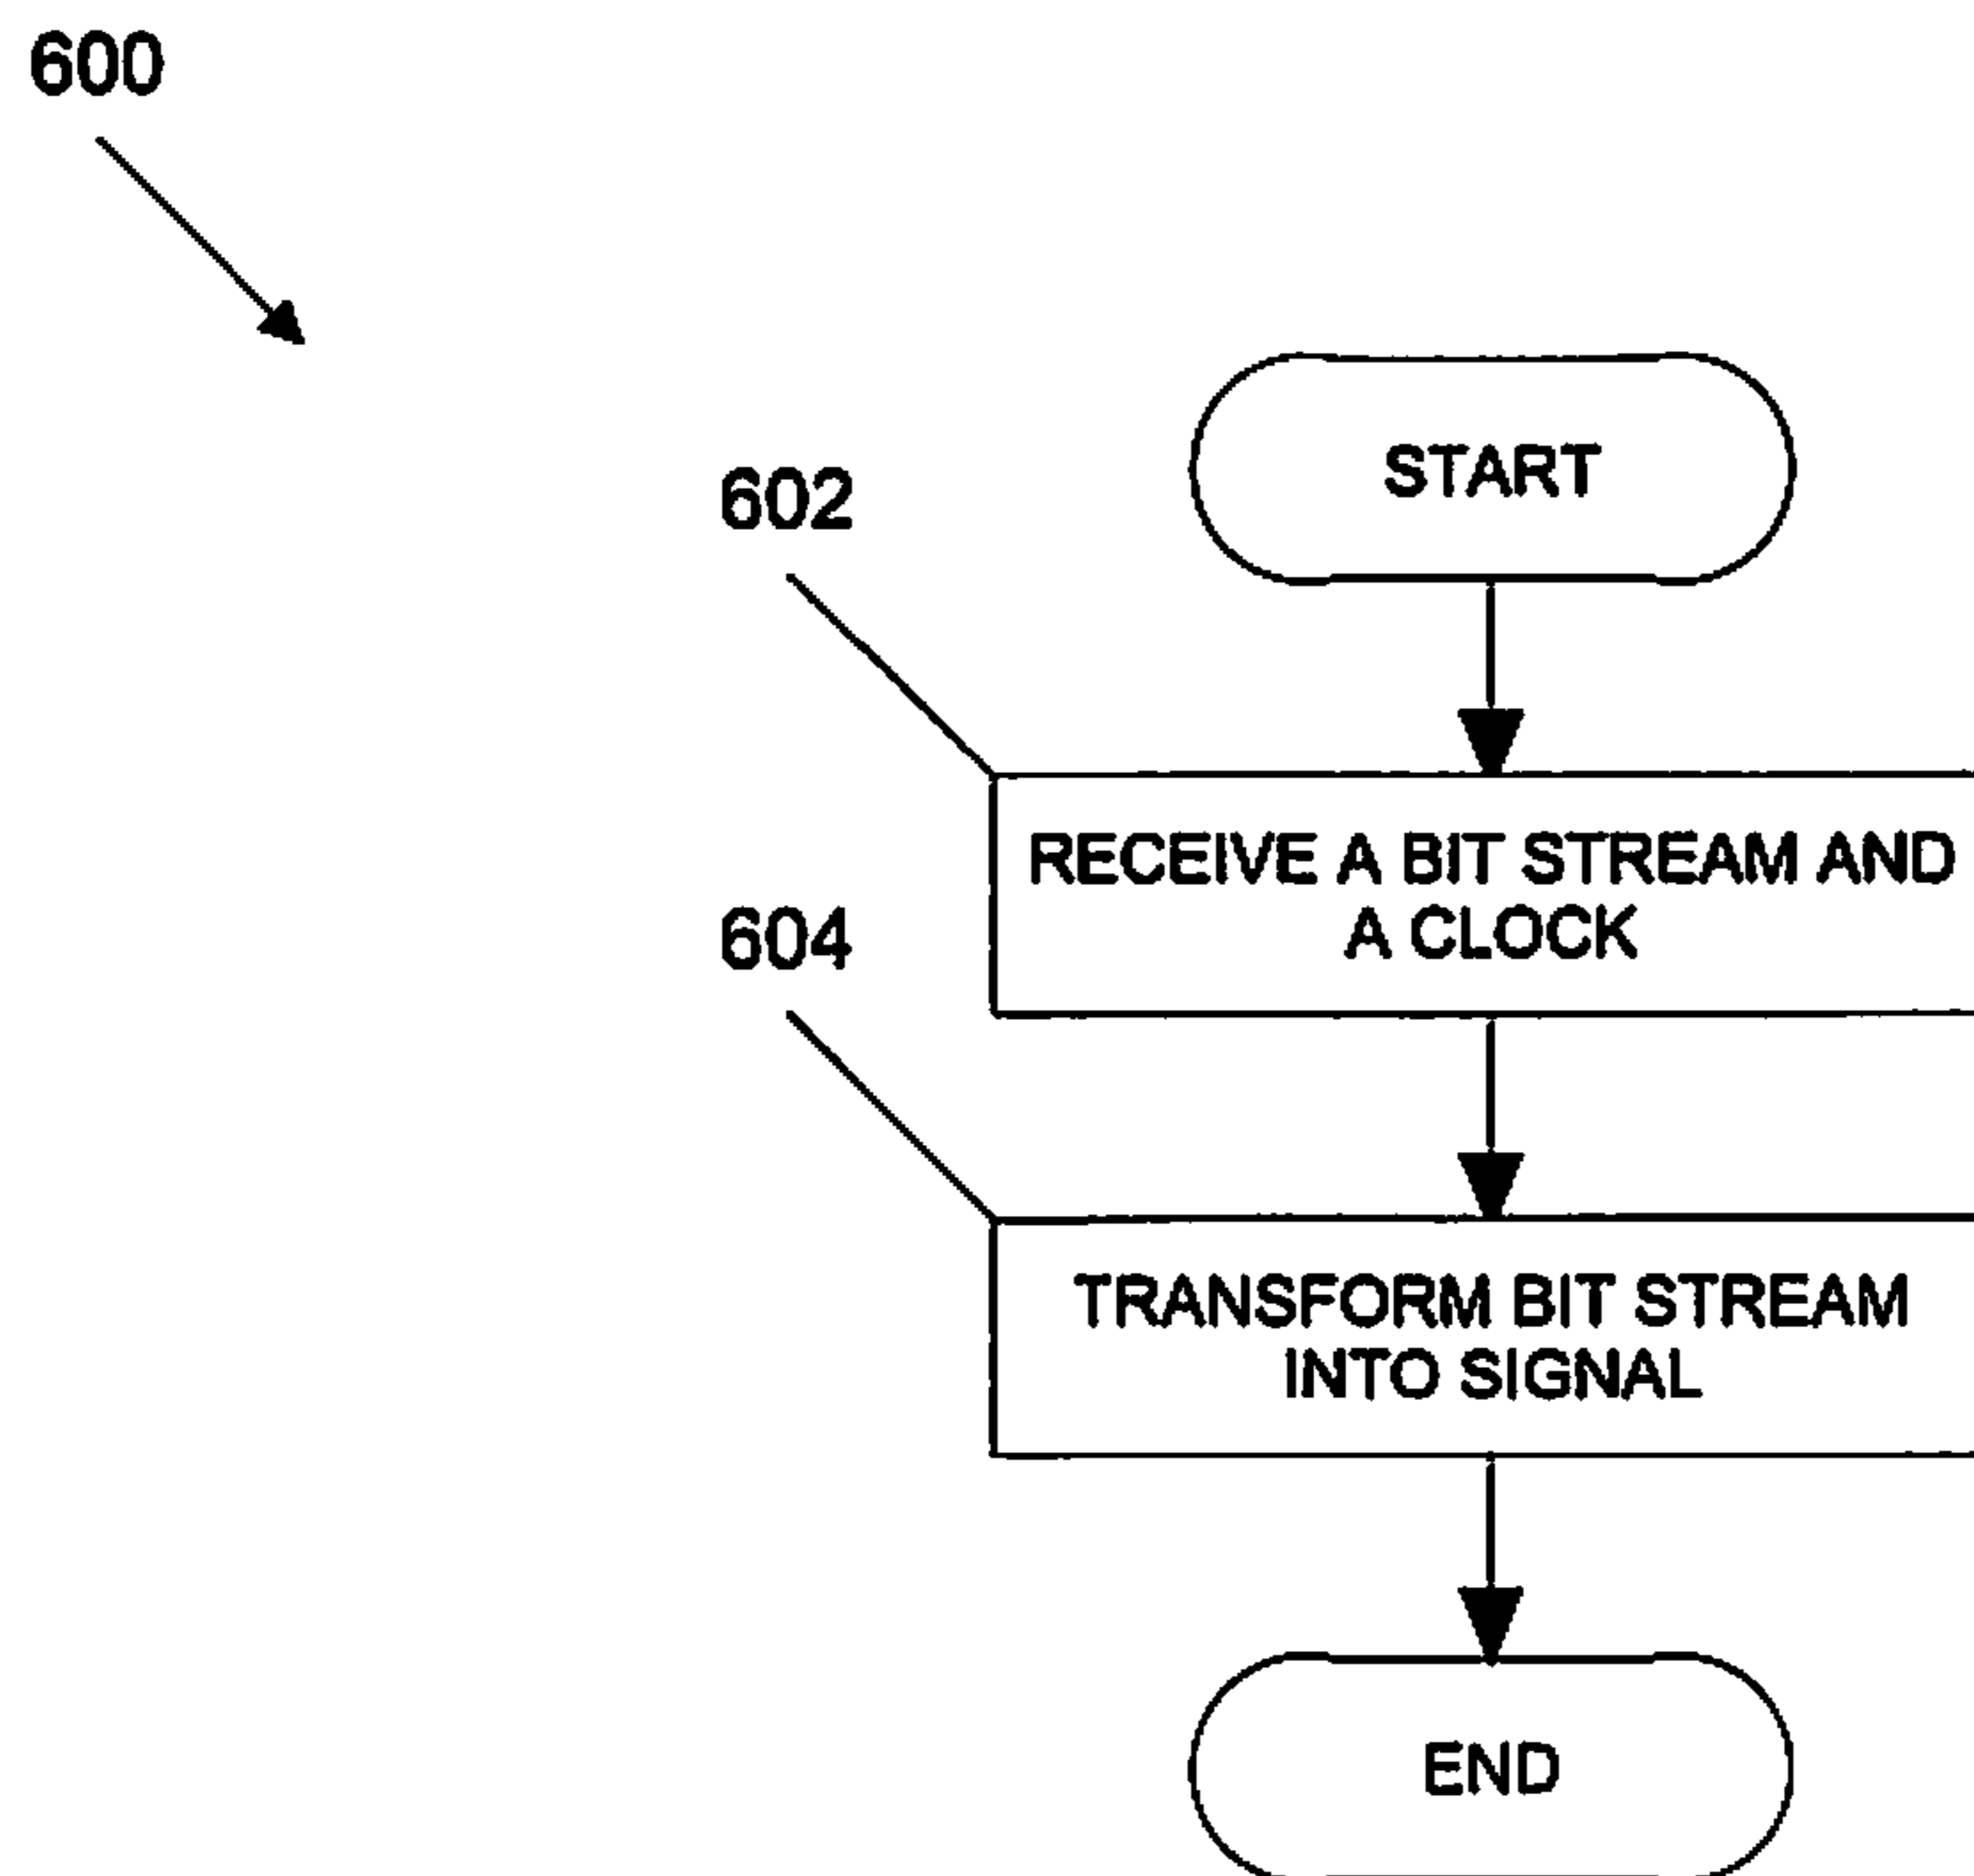 600
START
602
RECEIVE A BIT STREAM AND
A CLOCK
604
TRANSFORM BIT STREAM
INTO SIGNAL
END